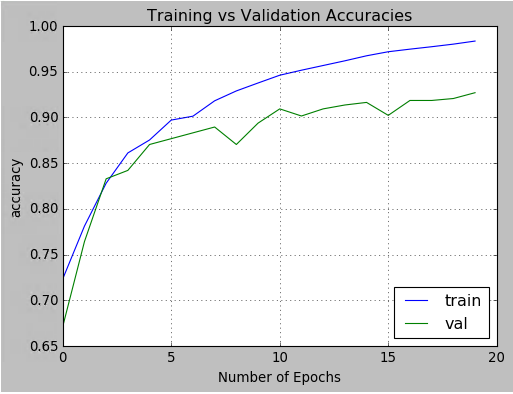 Training vs Validation Accuracies
1.00
0.95
0.90
0.85
0.80
0.75
0.70
0.65
accuracy
train
val
0 5 10 15 20
Number of Epochs